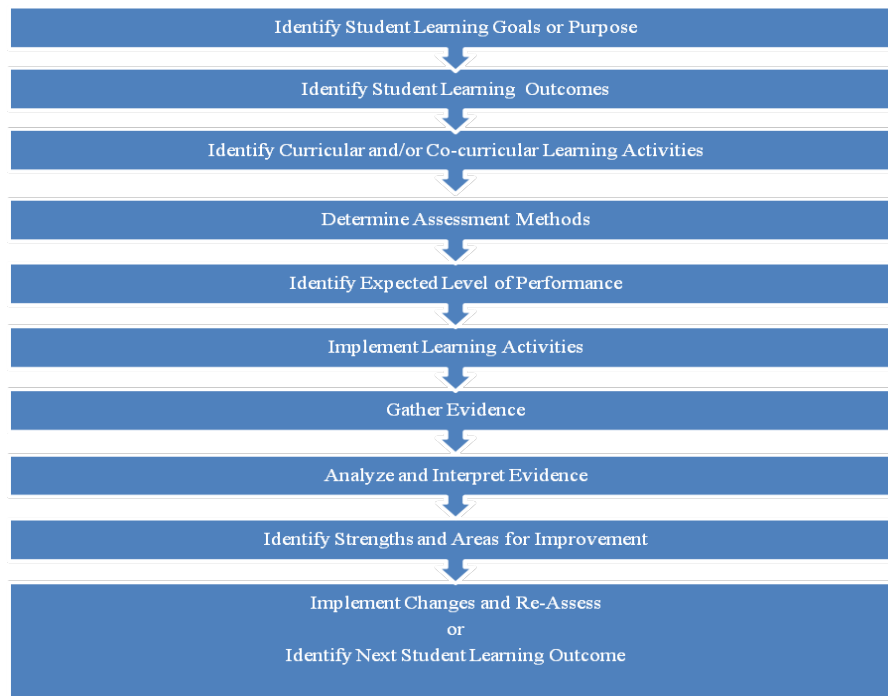 Identify Student Learning Goals or Purpose
Identify Student Learning Outcomes
Identify Curricular and/or Co-curricular Learning Activities
Determine Assessment Methods
Identify Expected Level of Performance
Implement Learning Activities
Gather Evidence
Analyze and Interpret Evidence
Identify Strengths and Areas for Improvement
Implement Changes and Re-Assess
or
Identify Next Student Learning Outcome